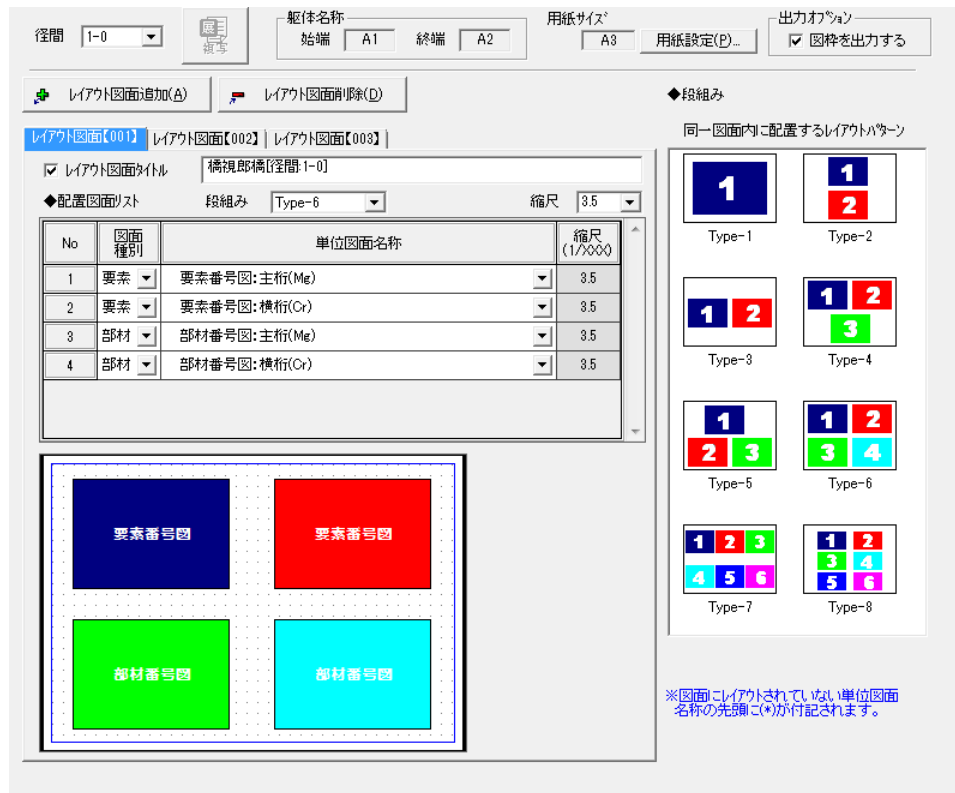 径間 1-0 複写 躯体名称 始端 A1 終端 A2 用紙ｻｲｽﾞ A3 用紙設定(P)... 出力ｵﾌﾟｼｮﾝ 図枠を出力する
ﾚｲｱｳﾄ図面追加(A) ﾚｲｱｳﾄ図面削除(D) ◆段組み
ﾚｲｱｳﾄ図面【001】 ﾚｲｱｳﾄ図面【002】 ﾚｲｱｳﾄ図面【003】 同一図面内に配置するﾚｲｱｳﾄﾊﾟﾀｰﾝ
ﾚｲｱｳﾄ図面ﾀｲﾄﾙ 橋視郎橋[径間:1-0]
◆配置図面ﾘｽﾄ 段組み Type-6 縮尺 3.5
No 図面種別 単位図面名称 縮尺(1/XXX)
1 要素 要素番号図:主桁(Mg) 3.5
2 要素 要素番号図:横桁(Cr) 3.5
3 部材 部材番号図:主桁(Mg) 3.5
4 部材 部材番号図:横桁(Cr) 3.5
要素番号図 要素番号図
部材番号図 部材番号図
1 1 2
Type-1 Type-2
1 2 1 2 3
Type-3 Type-4
1 2 3 1 2 3 4
Type-5 Type-6
1 2 3 4 5 6 1 2 3 4 5 6
Type-7 Type-8
※図面にﾚｲｱｳﾄされていない単位図面
名称の先頭に(*)が付記されます。